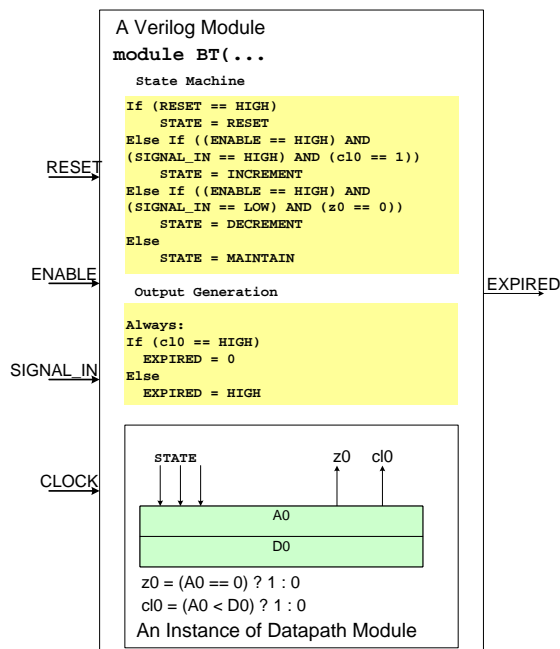 A Verilog Module
module BT(...
State Machine
If (RESET == HIGH)
STATE = RESET
Else If ((ENABLE == HIGH) AND
(SIGNAL_IN == HIGH) AND (cl0 == 1))
STATE = INCREMENT
Else If ((ENABLE == HIGH) AND
(SIGNAL_IN == LOW) AND (z0 == 0))
STATE = DECREMENT
Else
STATE = MAINTAIN
RESET
ENABLE
SIGNAL_IN
CLOCK
EXPIRED
Output Generation
Always:
If (cl0 == HIGH)
EXPIRED = 0
Else
EXPIRED = HIGH
STATE
z0
cl0
A0
D0
z0 = (A0 == 0) ? 1 : 0
cl0 = (A0 < D0) ? 1 : 0
An Instance of Datapath Module